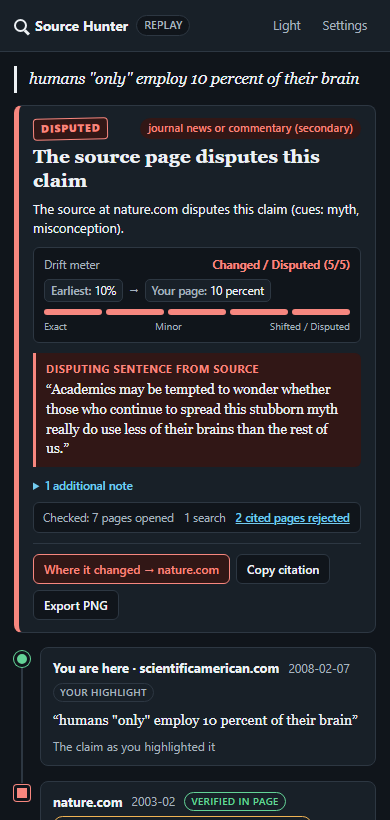 Source Hunter REPLAY Light Settings
humans "only" employ 10 percent of their brain
DISPUTED journal news or commentary (secondary)
The source page disputes this
claim
The source at nature.com disputes this claim (cues: myth,
misconception).
Drift meter Changed / Disputed (5/5)
Earliest: 10% → Your page: 10 percent
Exact Minor Shifted / Disputed
DISPUTING SENTENCE FROM SOURCE
“Academics may be tempted to wonder whether
those who continue to spread this stubborn myth
really do use less of their brains than the rest of
us.”
▸ 1 additional note
Checked: 7 pages opened 1 search 2 cited pages rejected
Where it changed → nature.com Copy citation
Export PNG
You are here · scientificamerican.com 2008-02-07
YOUR HIGHLIGHT
“humans "only" employ 10 percent of their brain”
The claim as you highlighted it
nature.com 2003-02 VERIFIED IN PAGE